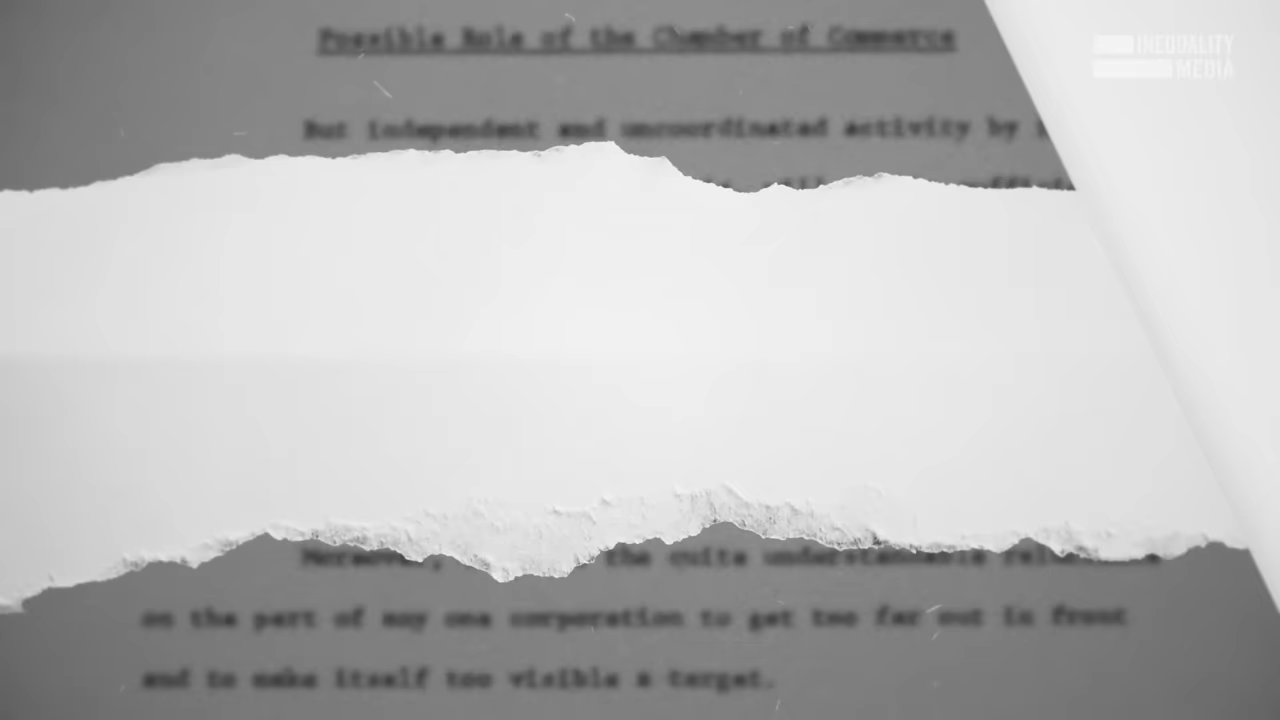 Possible Role of the Chamber of Commerce
INEQUALITY
MEDIA
But independent and uncoordinated activity by
Moreover, the quite understandable reluctance
on the part of any one corporation to get too far out in front
and to make itself too visible a target.